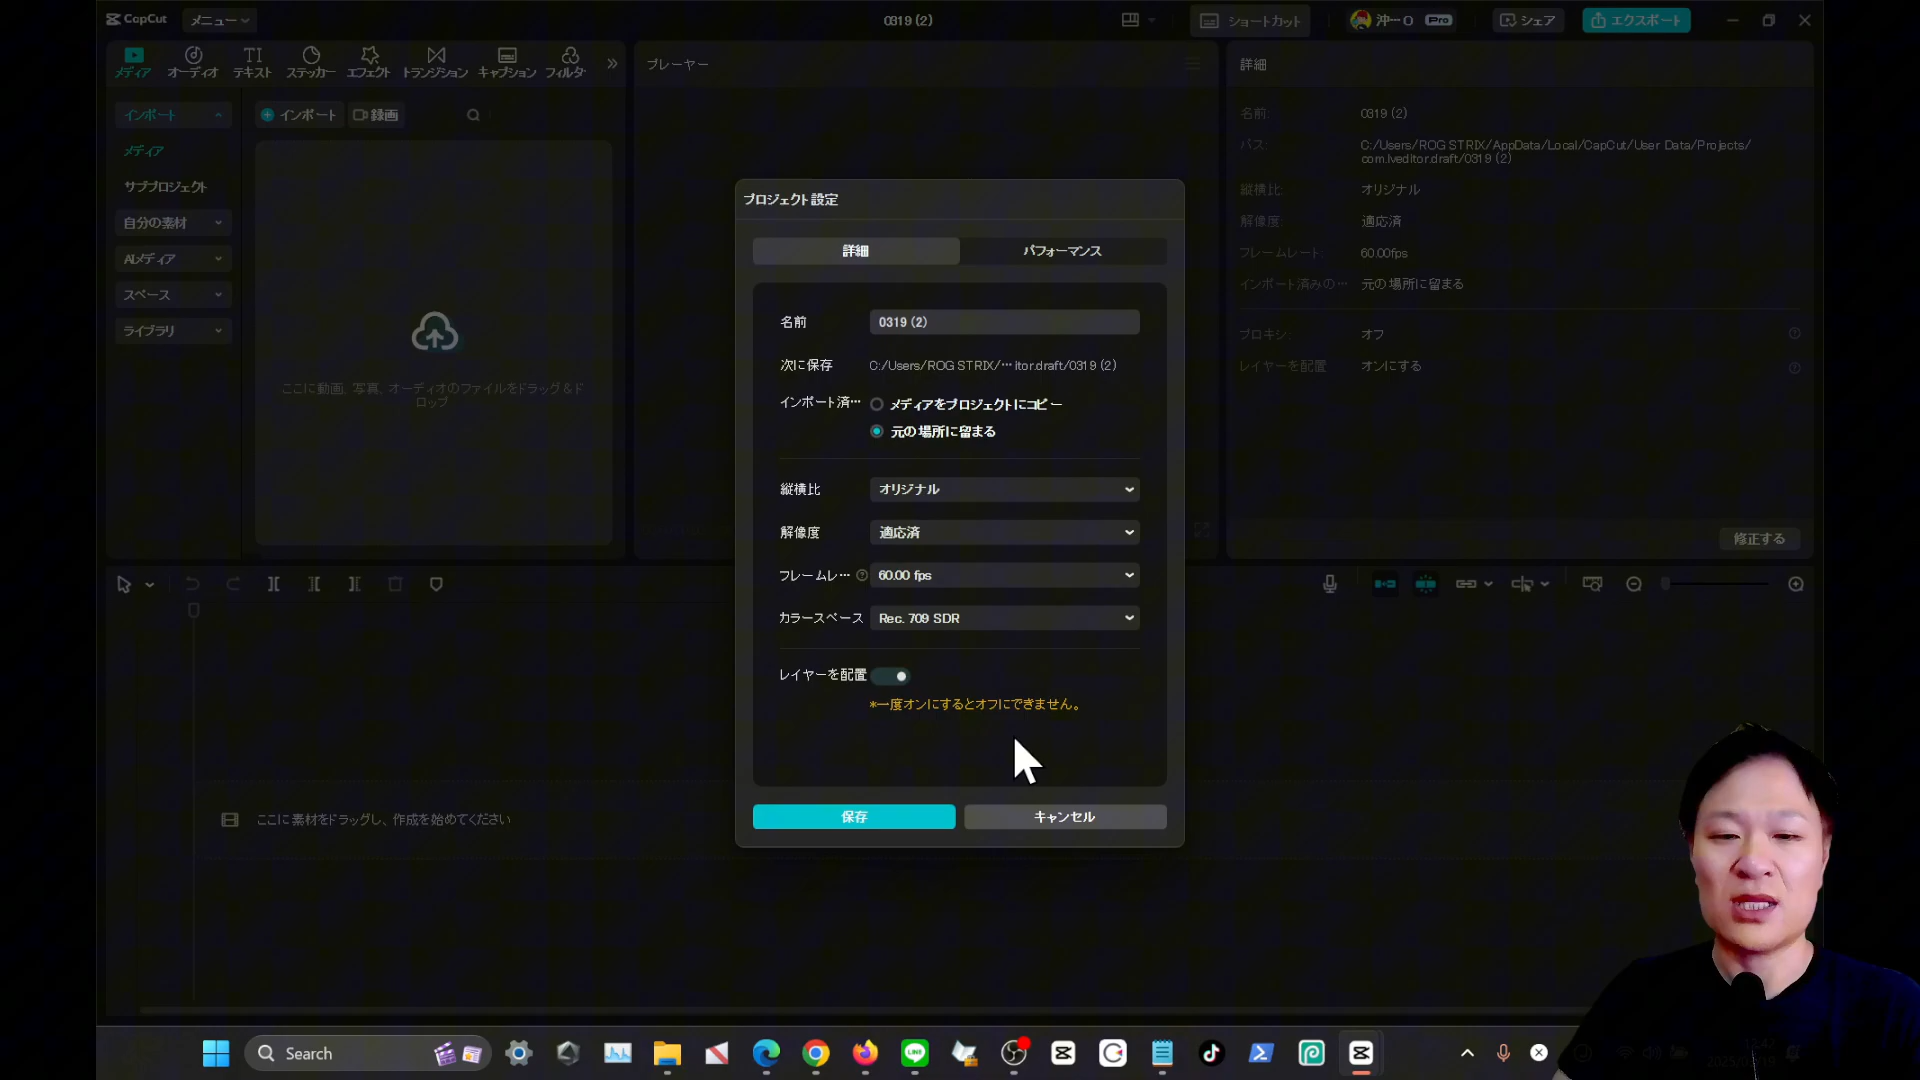 CapCut
メニュー
0319 (2)
ショートカット
沖…O
Pro
シェア
エクスポート
メディア
オーディオ
テキスト
ステッカー
エフェクト
トランジション
キャプション
フィルター
プレーヤー
詳細
インポート
メディア
サブプロジェクト
自分の素材
AIメディア
スペース
ライブラリ
インポート
録画
ここに動画、写真、オーディオのファイルをドラッグ＆ド
ロップ
名前:
0319 (2)
パス:
C:/Users/ROG STRIX/AppData/Local/CapCut/User Data/Projects/
com.lveditor.draft/0319 (2)
縦横比:
オリジナル
解像度:
適応済
フレームレート:
60.00fps
インポート済みの…
元の場所に留まる
プロキシ:
オフ
レイヤーを配置
オンにする
修正する
プロジェクト設定
詳細
パフォーマンス
名前
0319 (2)
次に保存
C:/Users/ROG STRIX/… itor.draft/0319 (2)
インポート済…
メディアをプロジェクトにコピー
元の場所に留まる
縦横比
オリジナル
解像度
適応済
フレームレ…
60.00 fps
カラースペース
Rec. 709 SDR
レイヤーを配置
*一度オンにするとオフにできません。
保存
キャンセル
ここに素材をドラッグし、作成を始めてください
Search